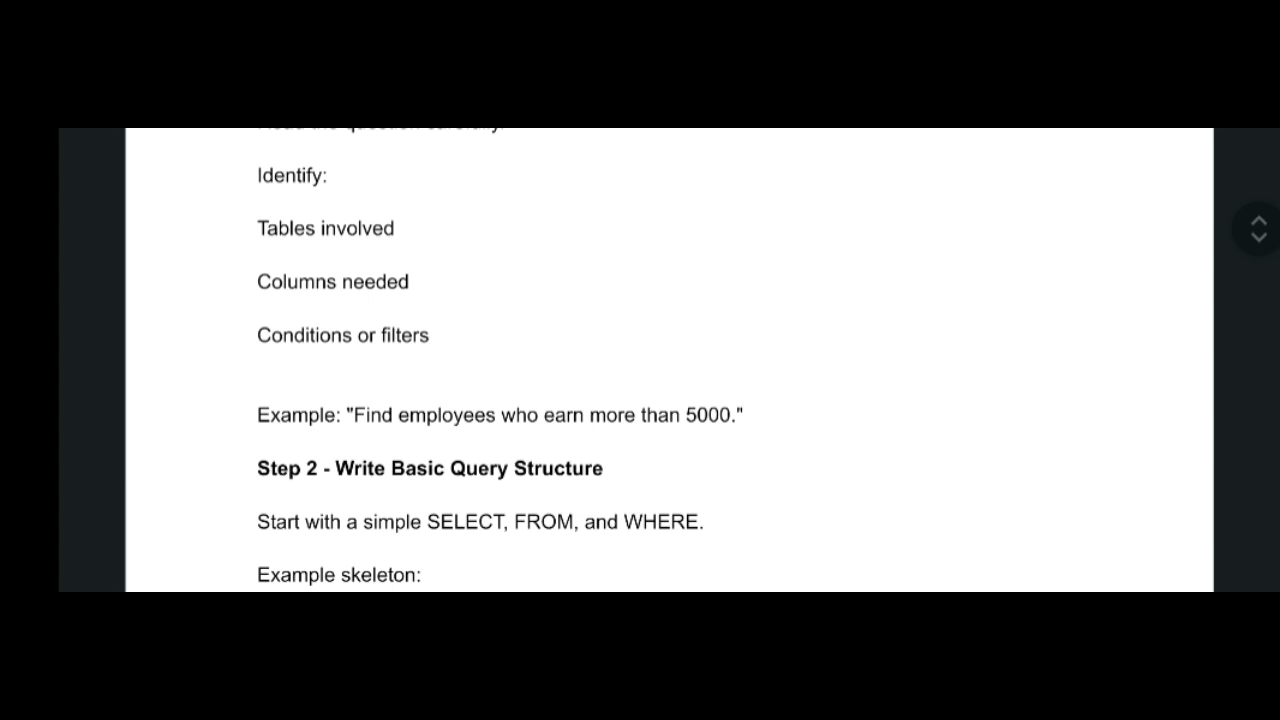 Identify:
Tables involved
Columns needed
Conditions or filters
Example: "Find employees who earn more than 5000."
Step 2 - Write Basic Query Structure
Start with a simple SELECT, FROM, and WHERE.
Example skeleton: